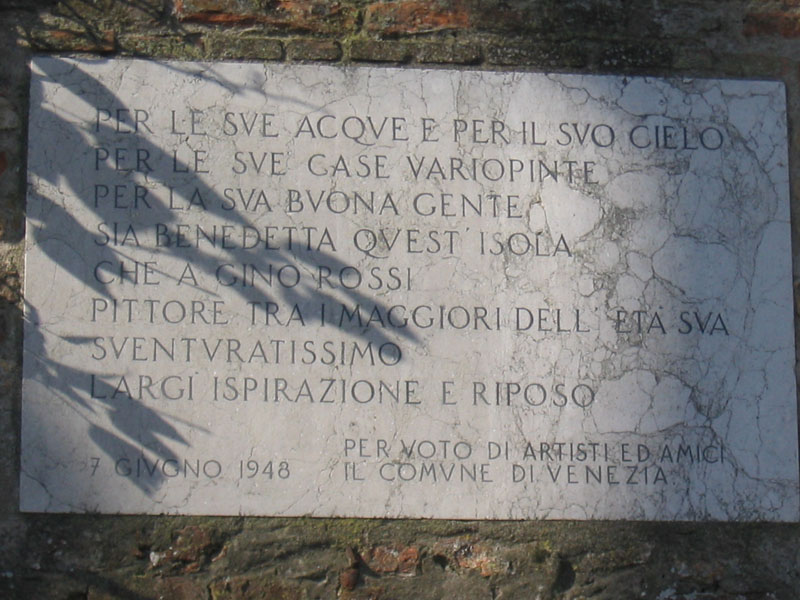 PER LE SVE ACQVE E PER IL SVO CIELO
PER LE SVE CASE VARIOPINTE
PER LA SVA BVONA GENTE
SIA BENEDETTA QVEST' ISOLA
CHE A GINO ROSSI
PITTORE TRA I MAGGIORI DELL' ETÀ SVA
SVENTVRATISSIMO
LARGÌ ISPIRAZIONE E RIPOSO
7 GIVGNO 1948
PER VOTO DI ARTISTI ED AMICI
IL COMVNE DI VENEZIA